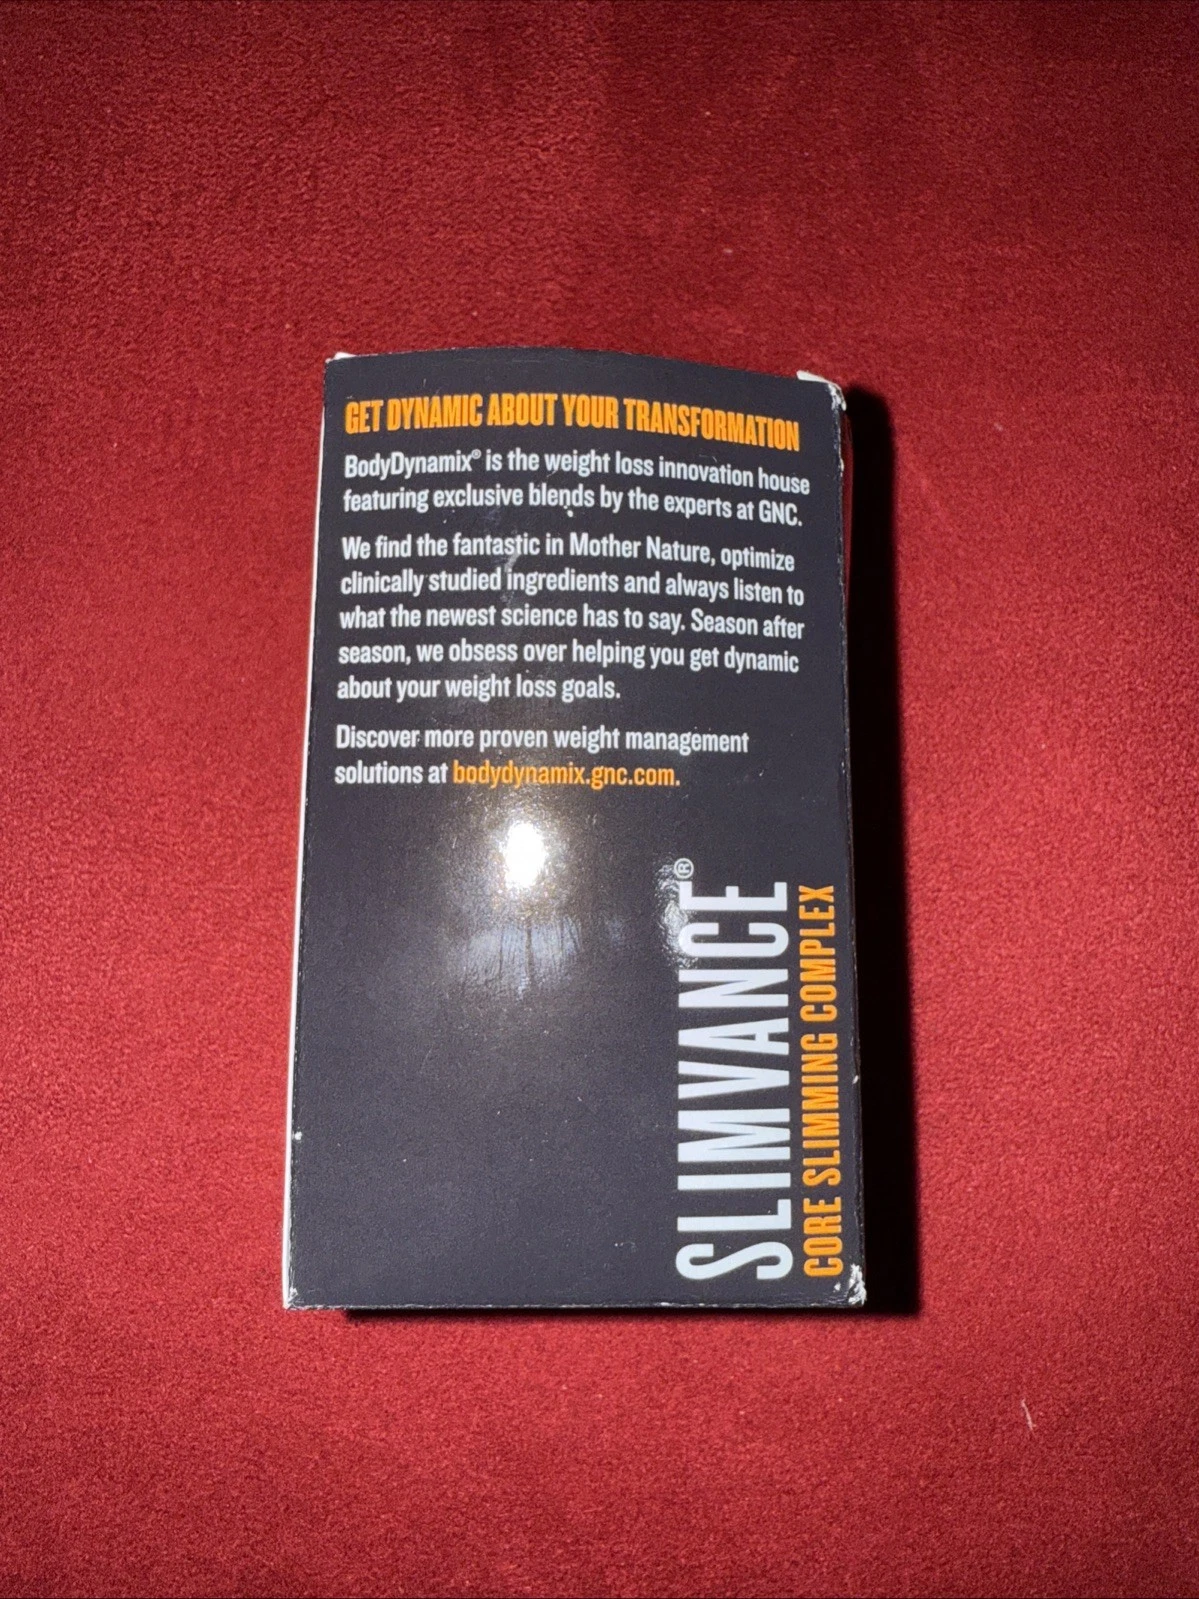 GET DYNAMIC ABOUT YOUR TRANSFORMATION
BodyDynamix® is the weight loss innovation house
featuring exclusive blends by the experts at GNC.
We find the fantastic in Mother Nature, optimize
clinically studied ingredients and always listen to
what the newest science has to say. Season after
season, we obsess over helping you get dynamic
about your weight loss goals.
Discover more proven weight management
solutions at bodydynamix.gnc.com.
SLIMVANCE®
CORE SLIMMING COMPLEX